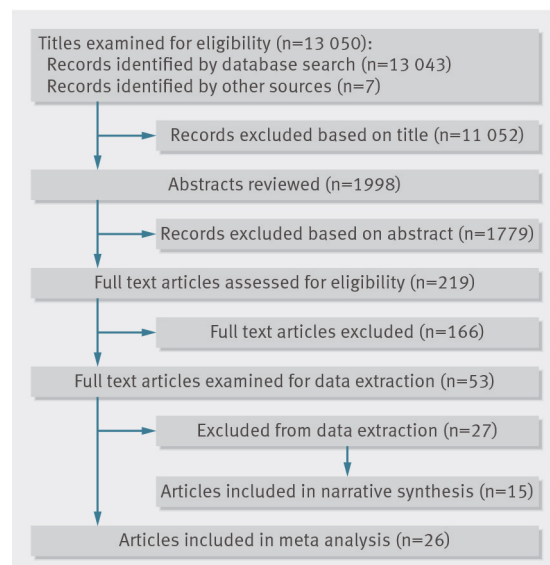 Titles examined for eligibility (n=13 050):
Records identified by database search (n=13 043)
Records identified by other sources (n=7)
Records excluded based on title (n=11 052)
Abstracts reviewed (n=1998)
Records excluded based on abstract (n=1779)
Full text articles assessed for eligibility (n=219)
Full text articles excluded (n=166)
Full text articles examined for data extraction (n=53)
Excluded from data extraction (n=27)
Articles included in narrative synthesis (n=15)
Articles included in meta analysis (n=26)